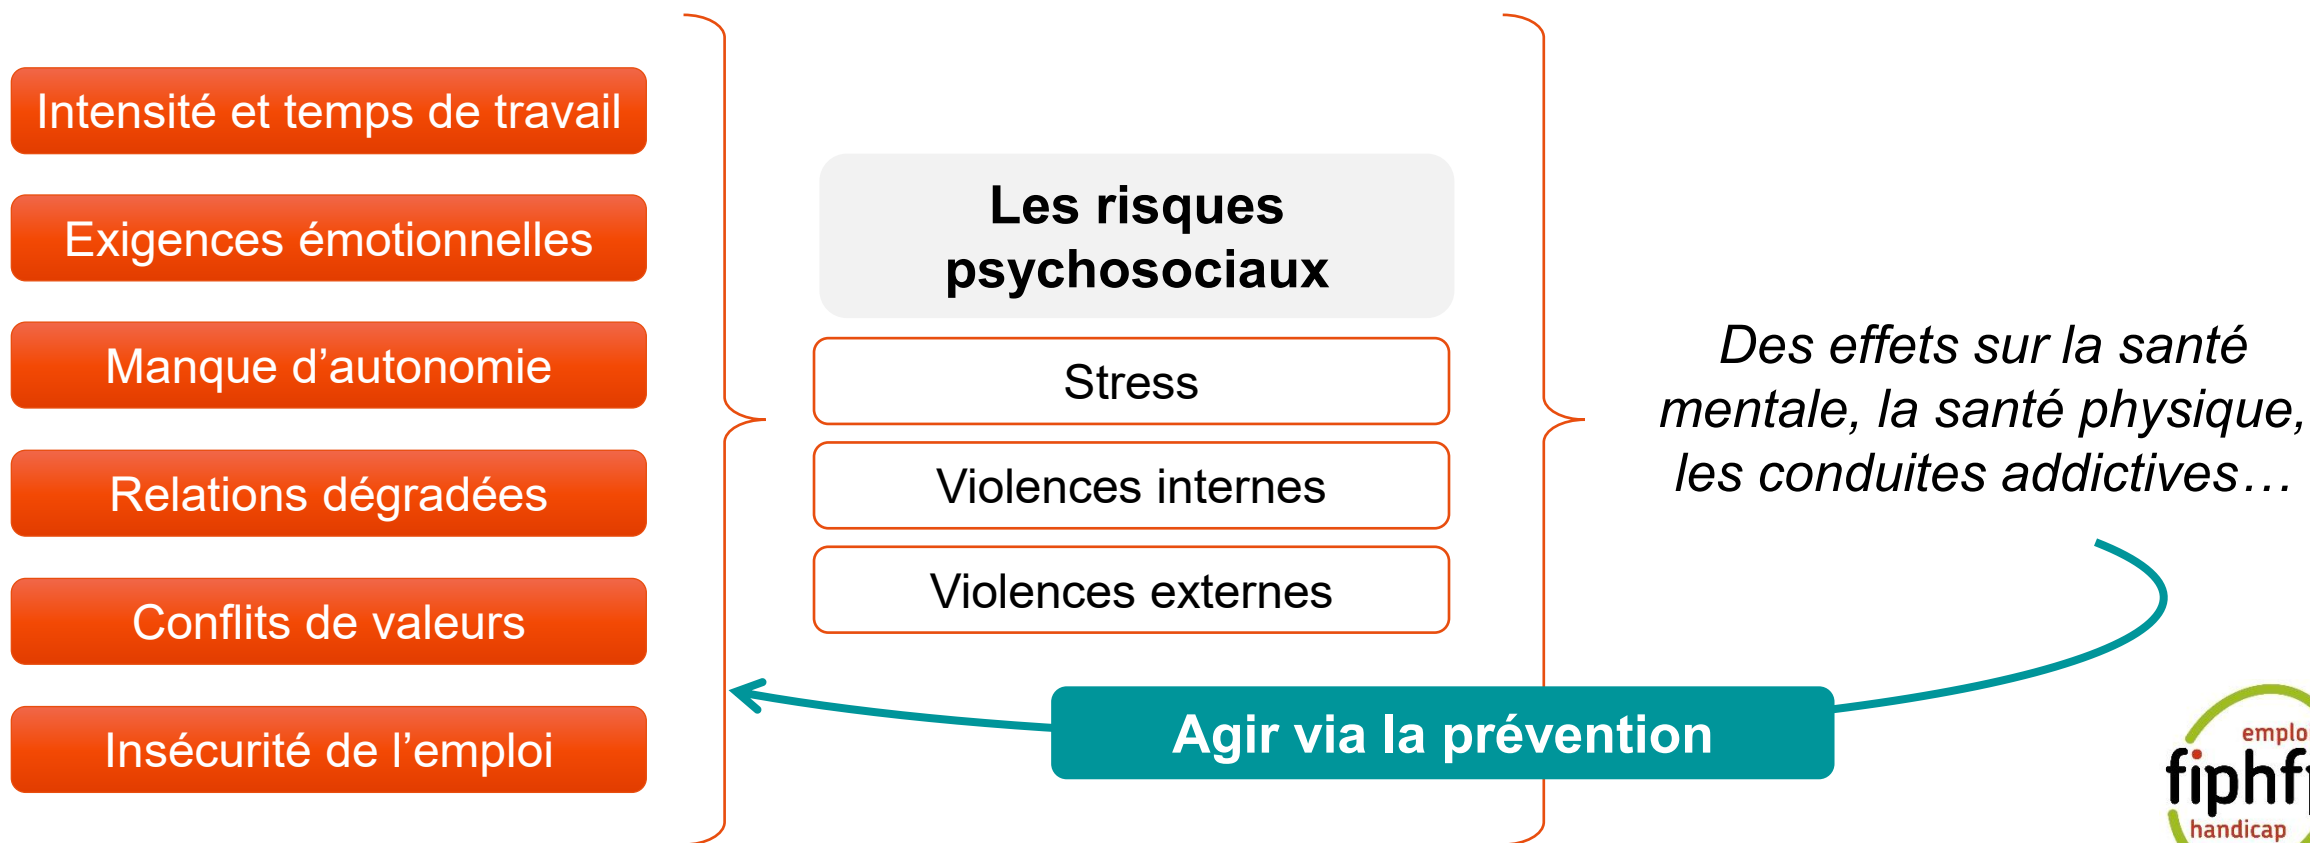 Intensité et temps de travail
Exigences émotionnelles
Manque d’autonomie
Relations dégradées
Conflits de valeurs
Insécurité de l’emploi
Les risques
psychosociaux
Stress
Violences internes
Violences externes
Des effets sur la santé
mentale, la santé physique,
les conduites addictives…
Agir via la prévention
handicap